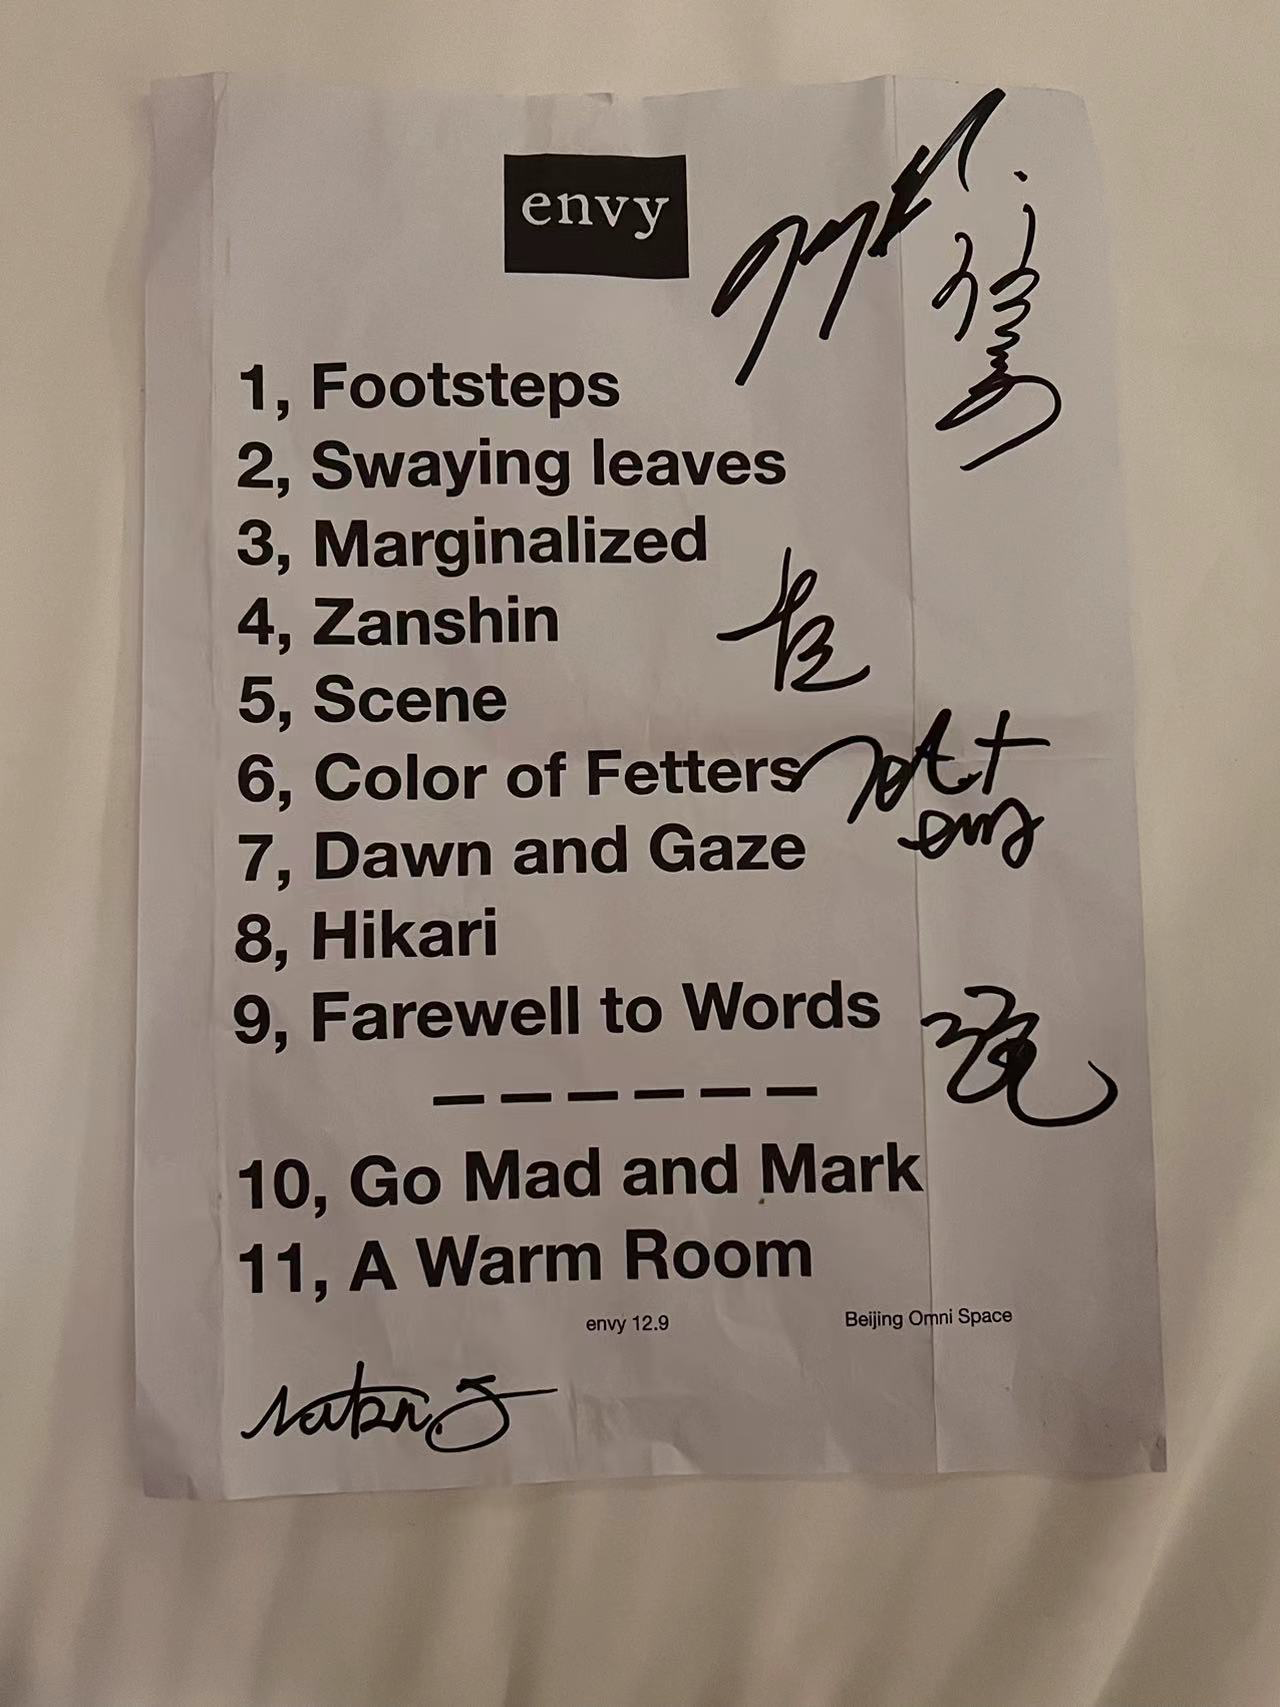 envy
1, Footsteps
2, Swaying leaves
3, Marginalized
4, Zanshin
5, Scene
6, Color of Fetters
7, Dawn and Gaze
8, Hikari
9, Farewell to Words
— — — — — —
10, Go Mad and Mark
11, A Warm Room
envy 12.9 Beijing Omni Space